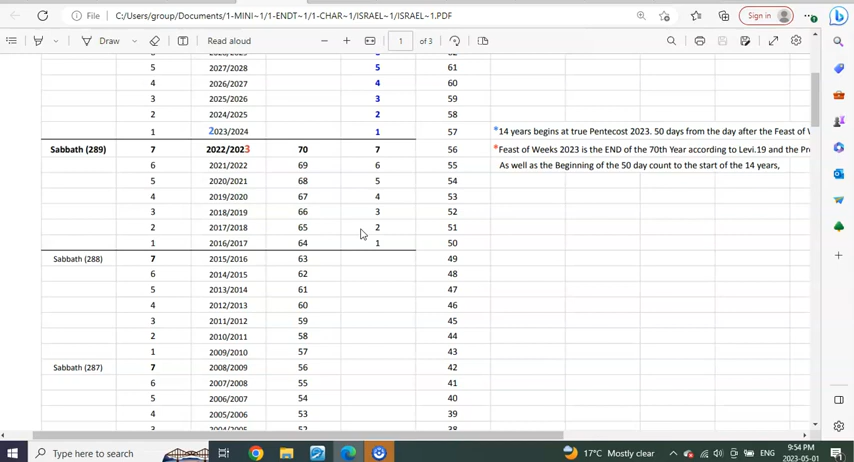 File C:/Users/group/Documents/1-MINI~1/1-ENDT~1/1-CHAR~1/ISRAEL~1/ISRAEL~1.PDF Sign in
Draw Read aloud 1 of 3
5 2027/2028 5 61
4 2026/2027 4 60
3 2025/2026 3 59
2 2024/2025 2 58
1 2023/2024 1 57 *14 years begins at true Pentecost 2023. 50 days from the day after the Feast of
Sabbath (289) 7 2022/2023 70 7 56 *Feast of Weeks 2023 is the END of the 70th Year according to Levi.19 and the
6 2021/2022 69 6 55 As well as the Beginning of the 50 day count to the start of the 14 years,
5 2020/2021 68 5 54
4 2019/2020 67 4 53
3 2018/2019 66 3 52
2 2017/2018 65 2 51
1 2016/2017 64 1 50
Sabbath (288) 7 2015/2016 63 49
6 2014/2015 62 48
5 2013/2014 61 47
4 2012/2013 60 46
3 2011/2012 59 45
2 2010/2011 58 44
1 2009/2010 57 43
Sabbath (287) 7 2008/2009 56 42
6 2007/2008 55 41
5 2006/2007 54 40
4 2005/2006 53 39
Type here to search 17°C Mostly clear ENG 9:54 PM
2023-05-01